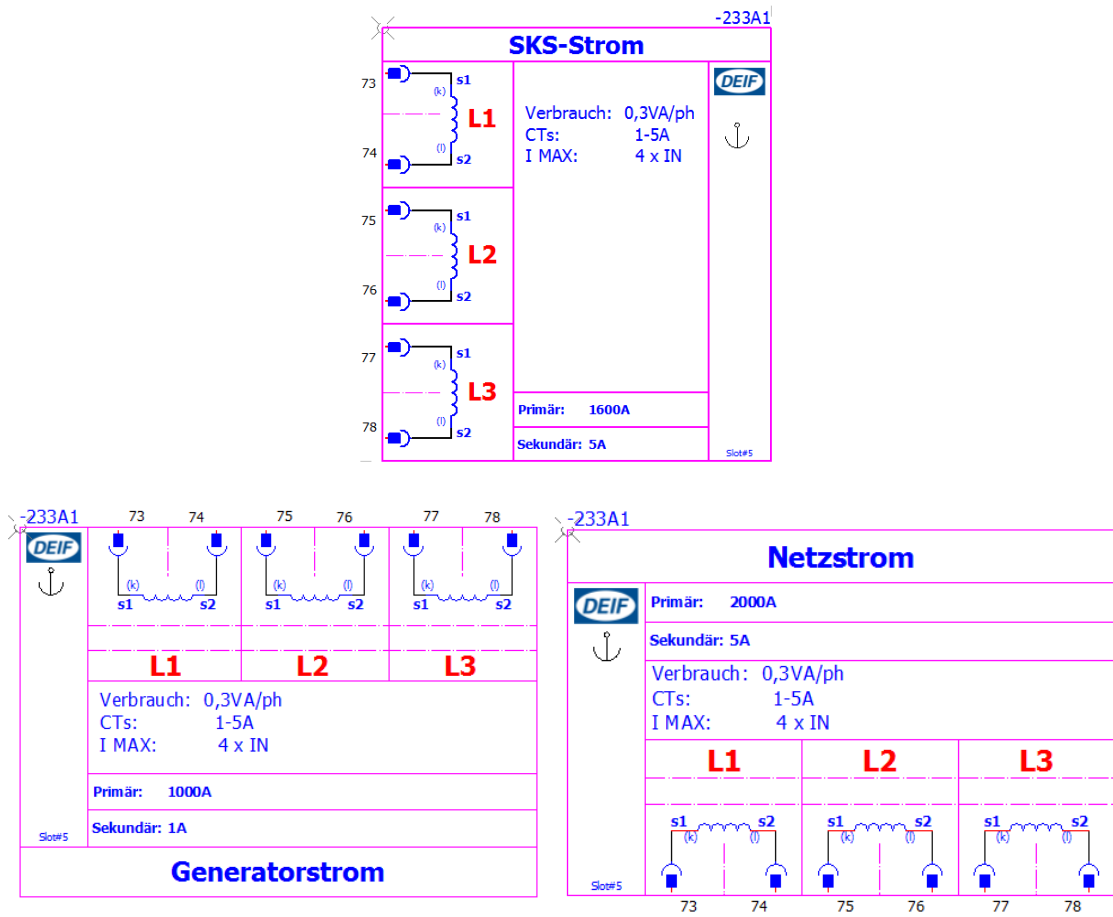 -233A1
SKS-Strom
73
s1
(k)
L1
(l)
74
s2
75
s1
(k)
L2
(l)
76
s2
77
s1
(k)
L3
(l)
78
s2
Verbrauch: 0,3VA/ph
CTs: 1-5A
I MAX: 4 x IN
Primär: 1600A
Sekundär: 5A
DEIF
Slot#5
-233A1
73 74 75 76 77 78
DEIF
(k) (l) (k) (l) (k) (l)
s1 s2 s1 s2 s1 s2
L1 L2 L3
Verbrauch: 0,3VA/ph
CTs: 1-5A
I MAX: 4 x IN
Primär: 1000A
Sekundär: 1A
Slot#5
Generatorstrom
-233A1
Netzstrom
DEIF
Primär: 2000A
Sekundär: 5A
Verbrauch: 0,3VA/ph
CTs: 1-5A
I MAX: 4 x IN
L1 L2 L3
s1 s2 s1 s2 s1 s2
(k) (l) (k) (l) (k) (l)
Slot#5
73 74 75 76 77 78